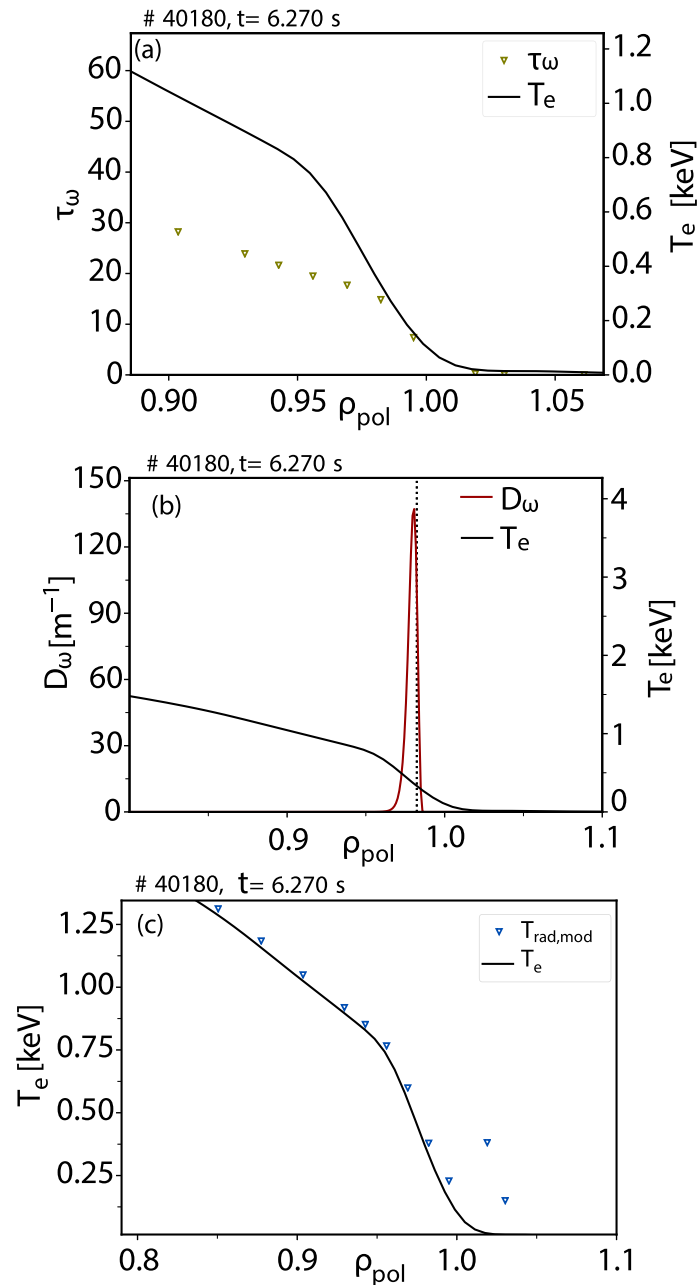 # 40180, t= 6.270 s
(a)
τω
Te
60
50
40
30
20
10
0
τω
1.2
1.0
0.8
0.6
0.4
0.2
0.0
Te [keV]
0.90 0.95 1.00 1.05
ρpol
# 40180, t= 6.270 s
(b)
Dω
Te
150
120
90
60
30
0
Dω [m−1]
4
3
2
1
0
Te [keV]
0.9 1.0 1.1
ρpol
# 40180, t= 6.270 s
(c)
Trad,mod
Te
1.25
1.00
0.75
0.50
0.25
Te [keV]
0.8 0.9 1.0 1.1
ρpol